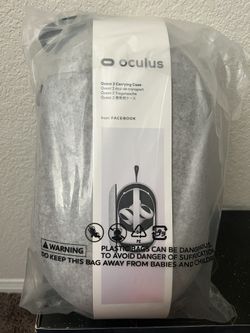 oculus
Quest 2 Carrying Case
from FACEBOOK
PE
WARNING
PLASTIC BAGS CAN BE DANGEROUS.
TO AVOID DANGER OF SUFFOCATION,
KEEP THIS BAG AWAY FROM BABIES AND CHILDREN